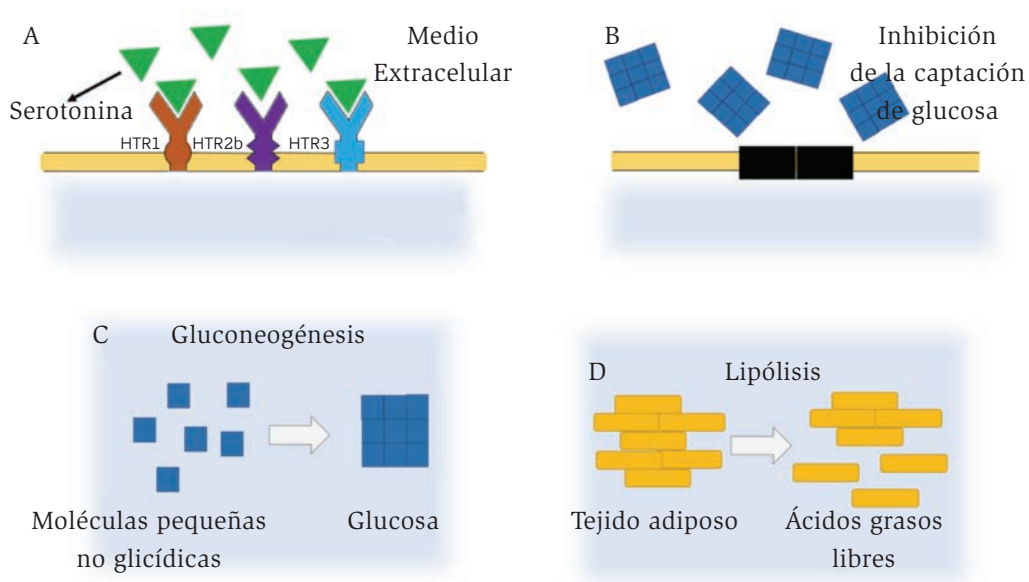 A
Medio
Extracelular
Serotonina
HTR1
HTR2b
HTR3
B
Inhibición
de la captación
de glucosa
C
Gluconeogénesis
Moléculas pequeñas
no glicídicas
Glucosa
D
Lipólisis
Tejido adiposo
Ácidos grasos
libres